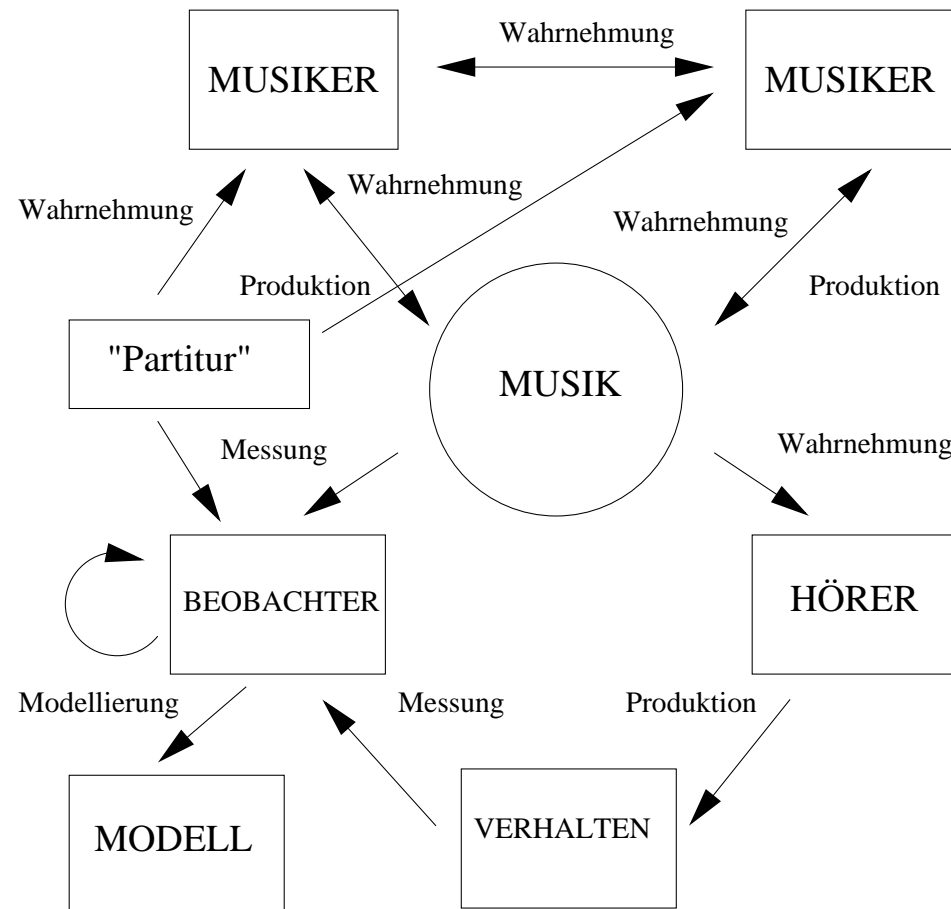 Wahrnehmung
MUSIKER
MUSIKER
Wahrnehmung
Wahrnehmung
Wahrnehmung
Produktion
Produktion
"Partitur"
MUSIK
Messung
Wahrnehmung
BEOBACHTER
HÖRER
Modellierung
Messung
Produktion
MODELL
VERHALTEN